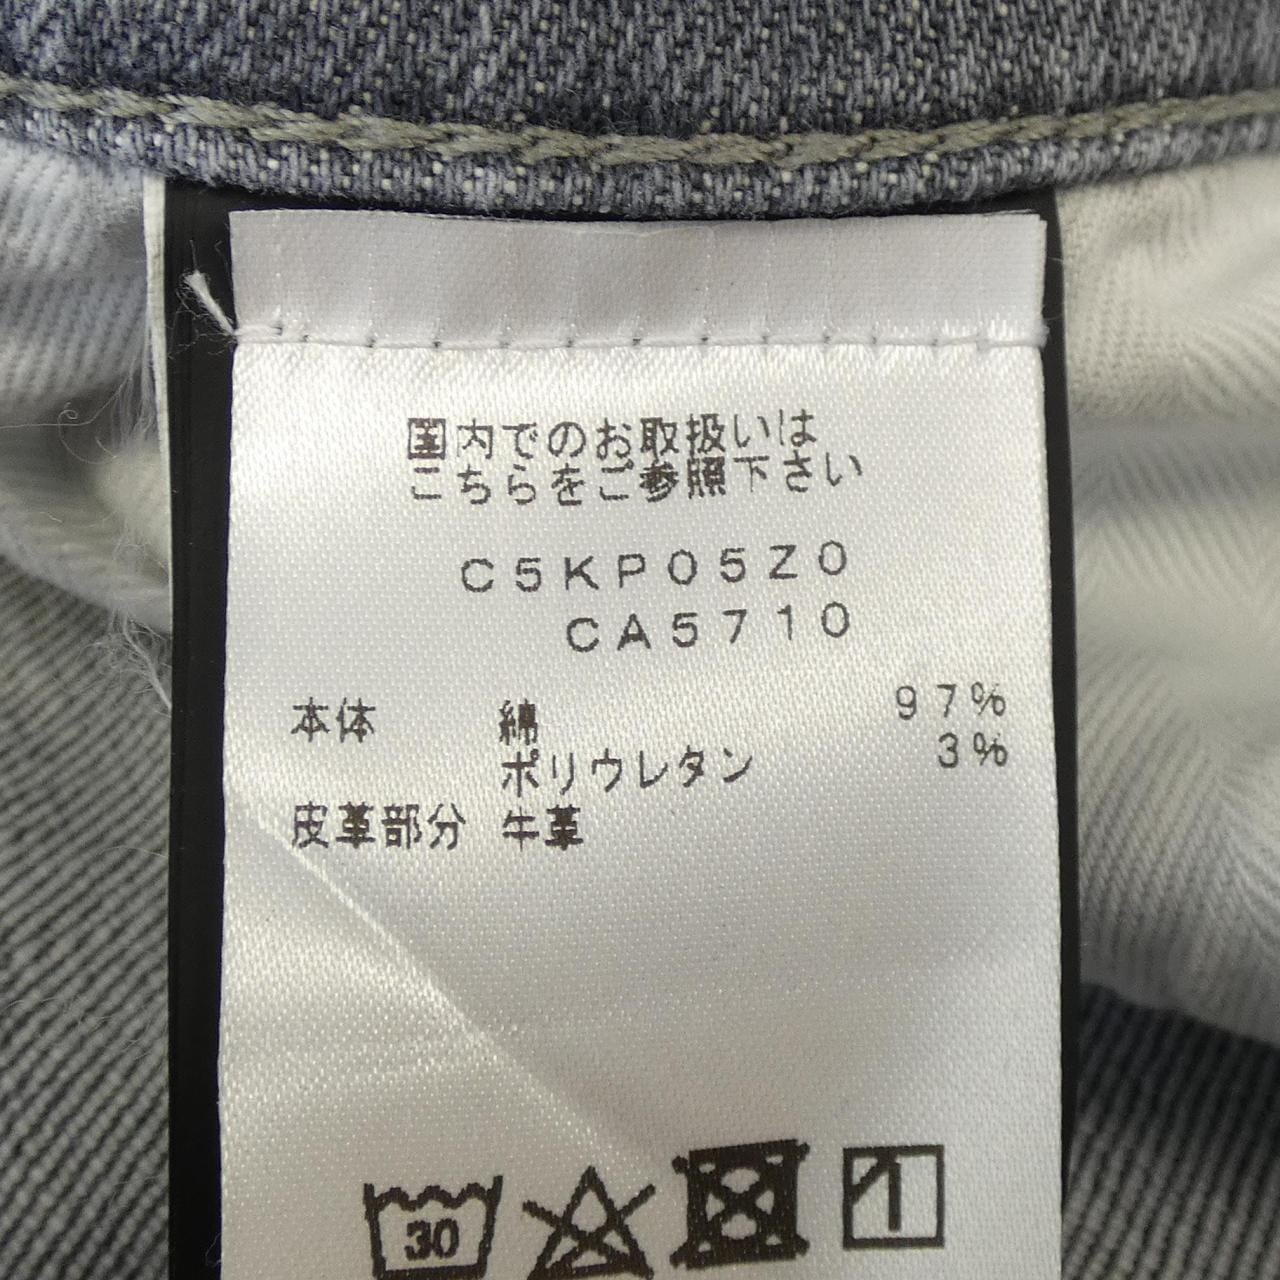 国内でのお取扱いは
こちらをご参照下さい
C5KP05Z0
CA5710
本体 綿 97%
ポリウレタン 3%
皮革部分 牛革
30